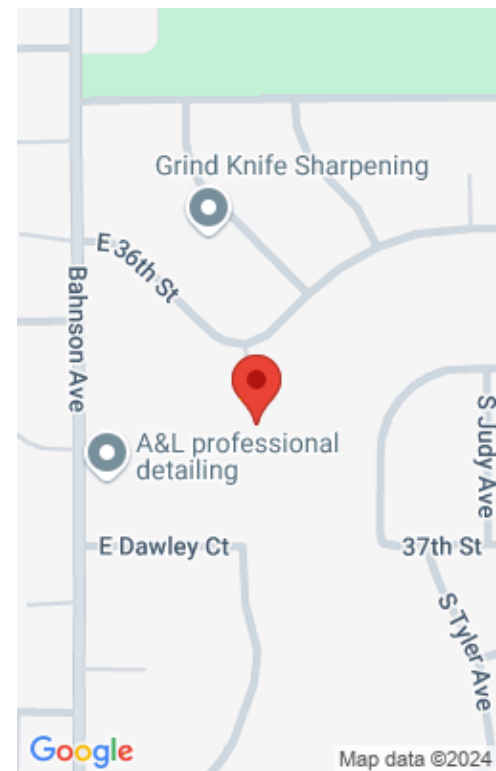 Grind Knife Sharpening
E 36th St
Bahnson Ave
A&L professional
detailing
S Judy Ave
E Dawley Ct
37th St
S Tyler Ave
Google
Map data ©2024